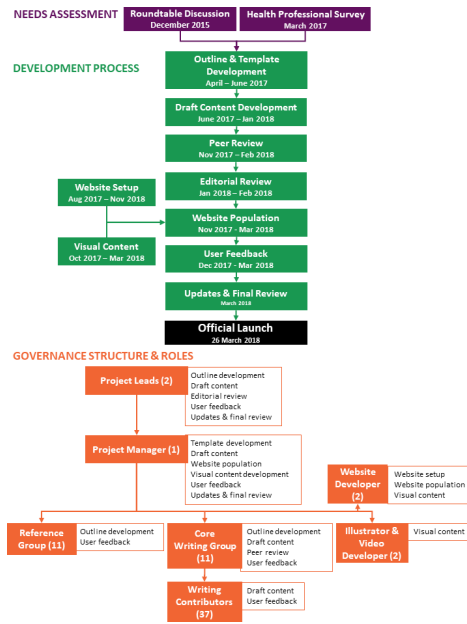 NEEDS ASSESSMENT
Roundtable Discussion
December 2015
Health Professional Survey
March 2017
DEVELOPMENT PROCESS
Outline & Template
Development
April – June 2017
Draft Content Development
June 2017 – Jan 2018
Peer Review
Nov 2017 – Feb 2018
Website Setup
Aug 2017 – Nov 2018
Editorial Review
Jan 2018 – Feb 2018
Website Population
Nov 2017 - Mar 2018
Visual Content
Oct 2017 – Mar 2018
User Feedback
Dec 2017 - Mar 2018
Updates & Final Review
March 2018
Official Launch
26 March 2018
GOVERNANCE STRUCTURE & ROLES
Project Leads (2)
Outline development
Draft content
Editorial review
User feedback
Updates & final review
Project Manager (1)
Template development
Draft content
Website population
Visual content development
User feedback
Updates & final review
Website
Developer
(2)
Website setup
Website population
Visual content
Reference
Group (11)
Outline development
User feedback
Core
Writing Group
(11)
Outline development
Draft content
Peer review
User feedback
Illustrator &
Video
Developer (2)
Visual content
Writing
Contributors
(37)
Draft content
User feedback